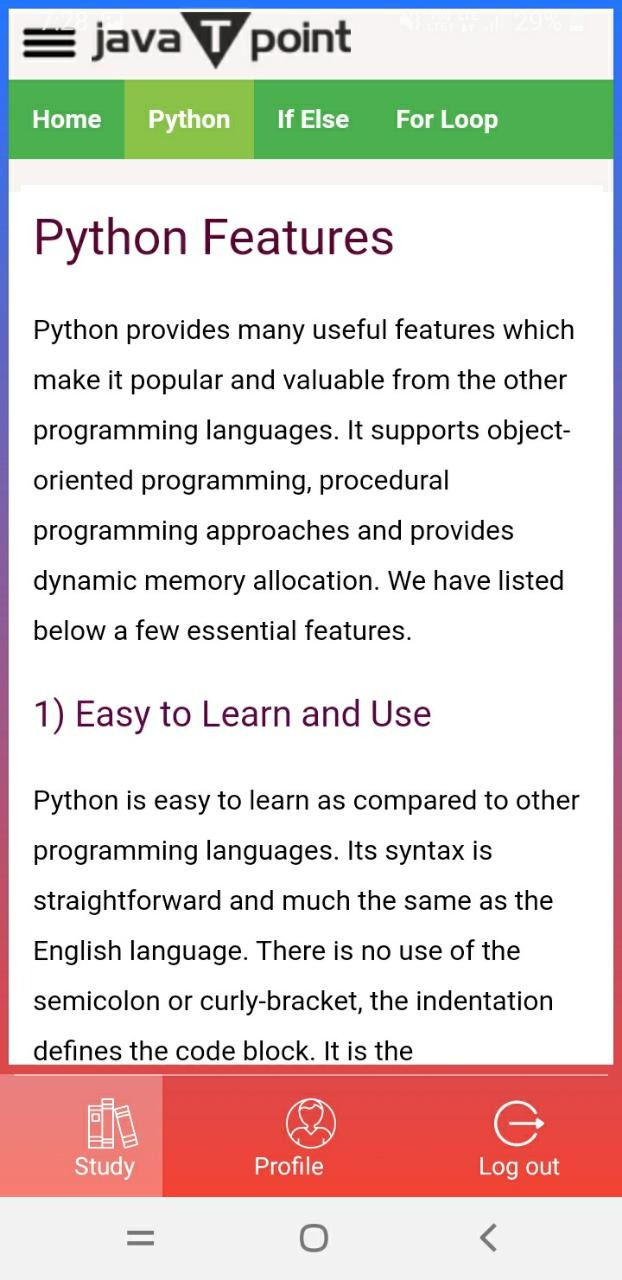 7:28 29%
java T point
Home Python If Else For Loop
Python Features
Python provides many useful features which
make it popular and valuable from the other
programming languages. It supports object-
oriented programming, procedural
programming approaches and provides
dynamic memory allocation. We have listed
below a few essential features.
1) Easy to Learn and Use
Python is easy to learn as compared to other
programming languages. Its syntax is
straightforward and much the same as the
English language. There is no use of the
semicolon or curly-bracket, the indentation
defines the code block. It is the
Study Profile Log out